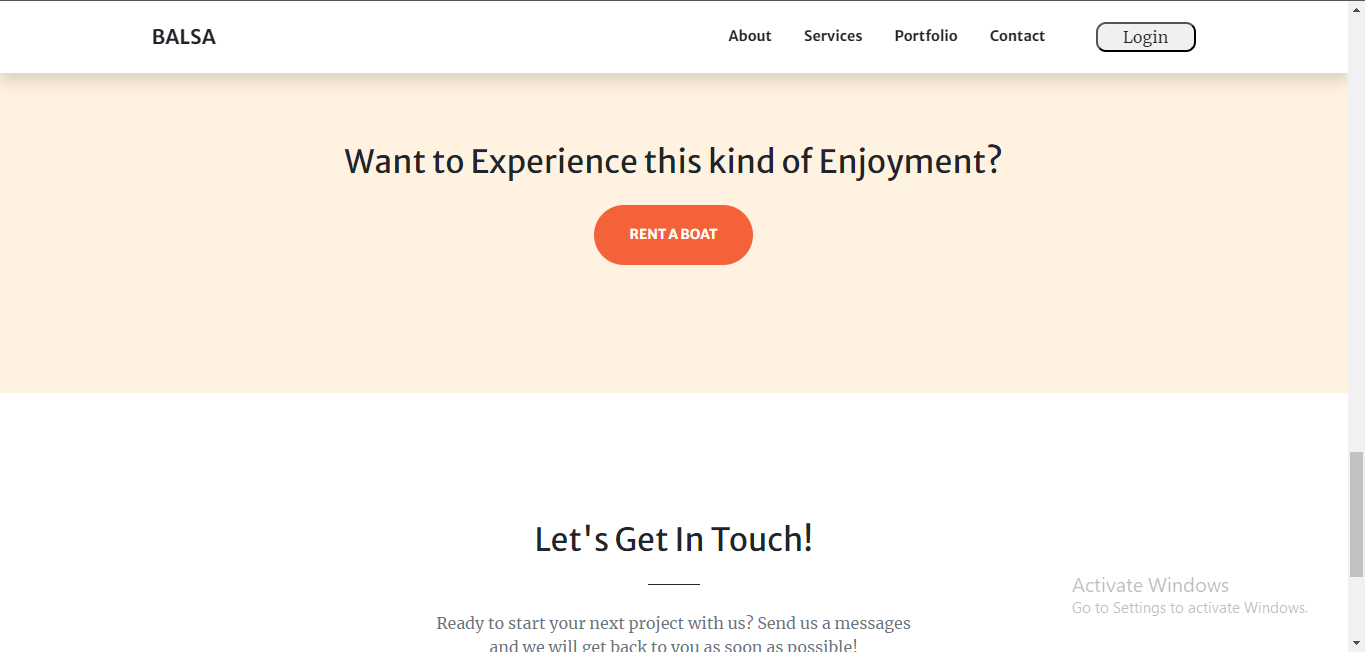 BALSA
About
Services
Portfolio
Contact
Login
Want to Experience this kind of Enjoyment?
RENT A BOAT
Let's Get In Touch!
Ready to start your next project with us? Send us a messages
and we will get back to you as soon as possible!
Activate Windows
Go to Settings to activate Windows.